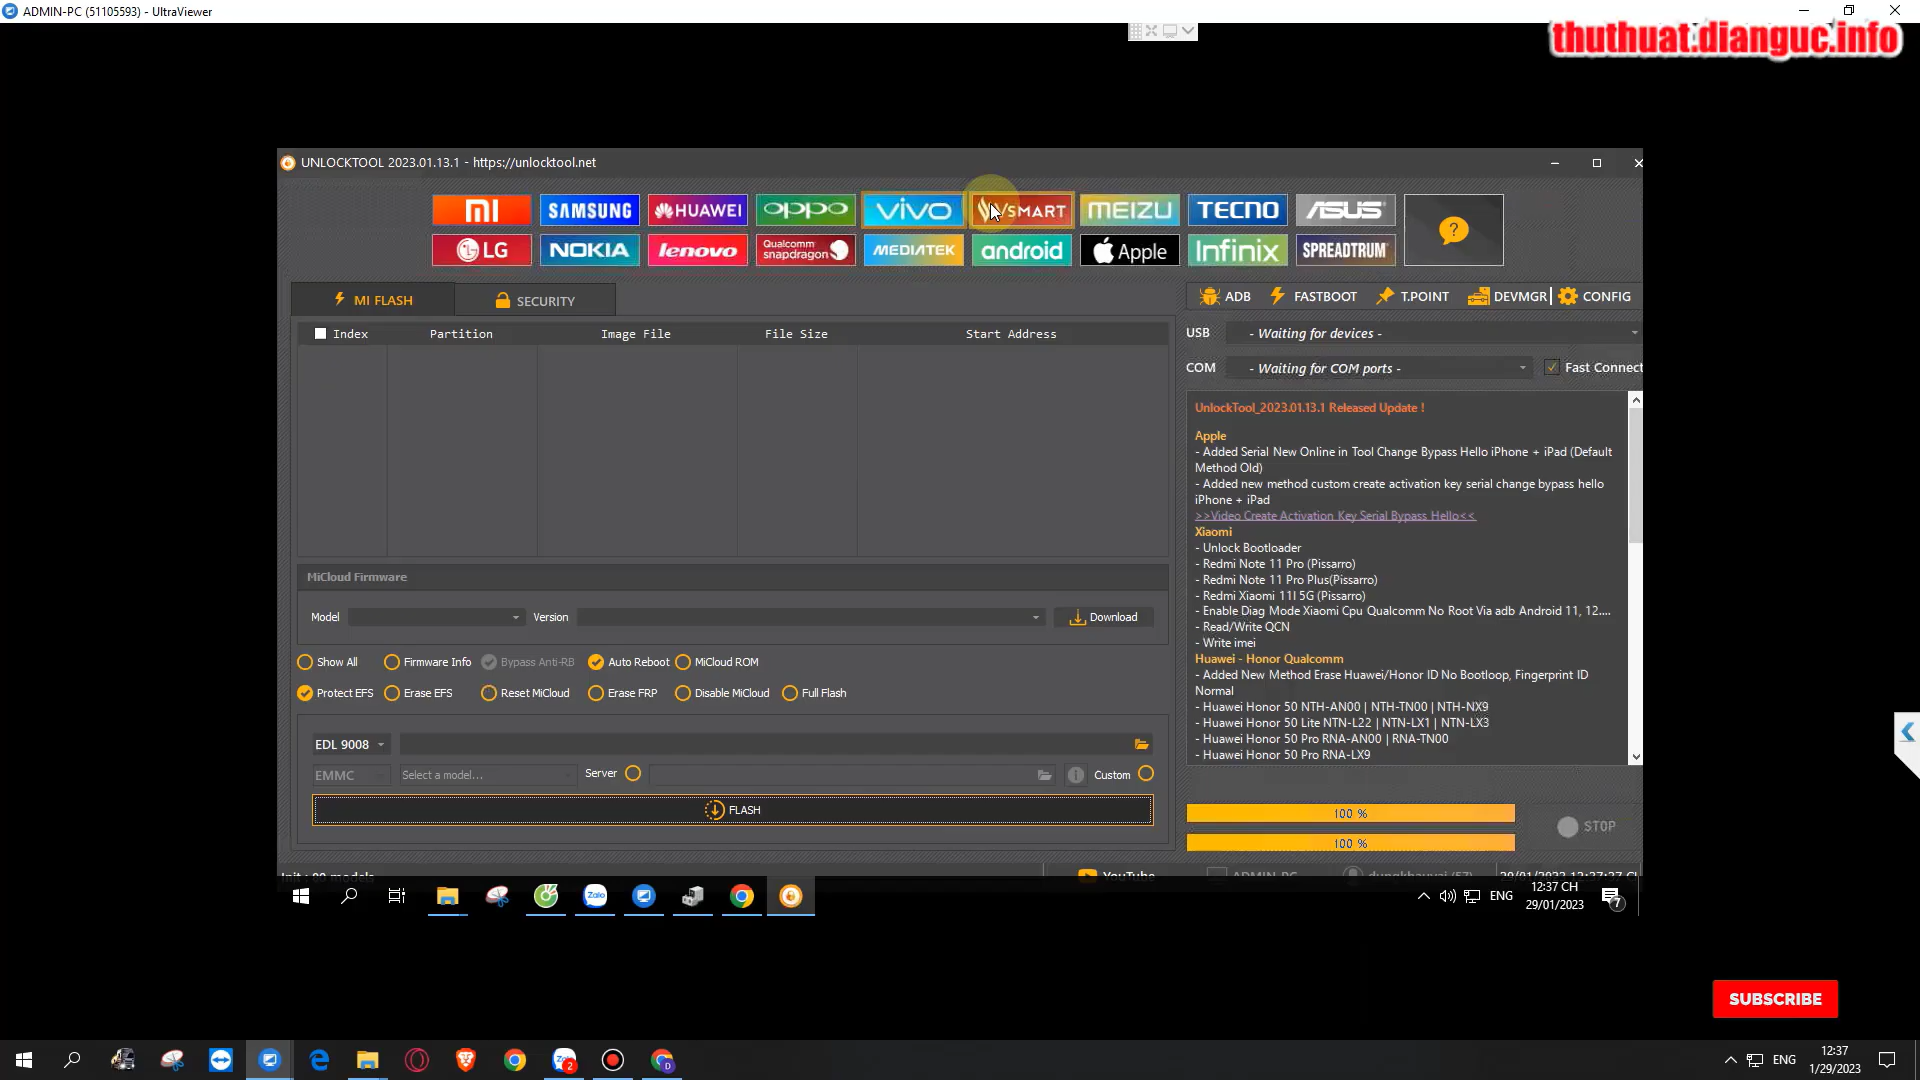 ADMIN-PC (51105593) - UltraViewer
thuthuat.dianguc.info
UNLOCKTOOL 2023.01.13.1 - https://unlocktool.net
MI
SAMSUNG
HUAWEI
oppo
vivo
VSMART
MEIZU
TECNO
ASUS
?
LG
NOKIA
lenovo
Qualcomm snapdragon
MEDIATEK
android
Apple
Infinix
SPREADTRUM
MI FLASH
SECURITY
ADB
FASTBOOT
T.POINT
DEVMGR
CONFIG
Index
Partition
Image File
File Size
Start Address
USB
- Waiting for devices -
COM
- Waiting for COM ports -
Fast Connect
UnlockTool_2023.01.13.1 Released Update !
Apple
- Added Serial New Online in Tool Change Bypass Hello iPhone + iPad (Default
Method Old)
- Added new method custom create activation key serial change bypass hello
iPhone + iPad
>>Video Create Activation Key Serial Bypass Hello<<
Xiaomi
- Unlock Bootloader
- Redmi Note 11 Pro (Pissarro)
- Redmi Note 11 Pro Plus(Pissarro)
- Redmi Xiaomi 11I 5G (Pissarro)
- Enable Diag Mode Xiaomi Cpu Qualcomm No Root Via adb Android 11, 12....
- Read/Write QCN
- Write imei
Huawei - Honor Qualcomm
- Added New Method Erase Huawei/Honor ID No Bootloop, Fingerprint ID
Normal
- Huawei Honor 50 NTH-AN00 | NTH-TN00 | NTH-NX9
- Huawei Honor 50 Lite NTN-L22 | NTN-LX1 | NTN-LX3
- Huawei Honor 50 Pro RNA-AN00 | RNA-TN00
- Huawei Honor 50 Pro RNA-LX9
MiCloud Firmware
Model
Version
Download
Show All
Firmware Info
Bypass Anti-RB
Auto Reboot
MiCloud ROM
Protect EFS
Erase EFS
Reset MiCloud
Erase FRP
Disable MiCloud
Full Flash
EDL 9008
EMMC
Select a model...
Server
Custom
FLASH
100 %
100 %
STOP
Init : 89 models
YouTube
ADMIN-PC
Zalo
ENG
12:37 CH
29/01/2023
7
SUBSCRIBE
2
D
ENG
12:37
1/29/2023